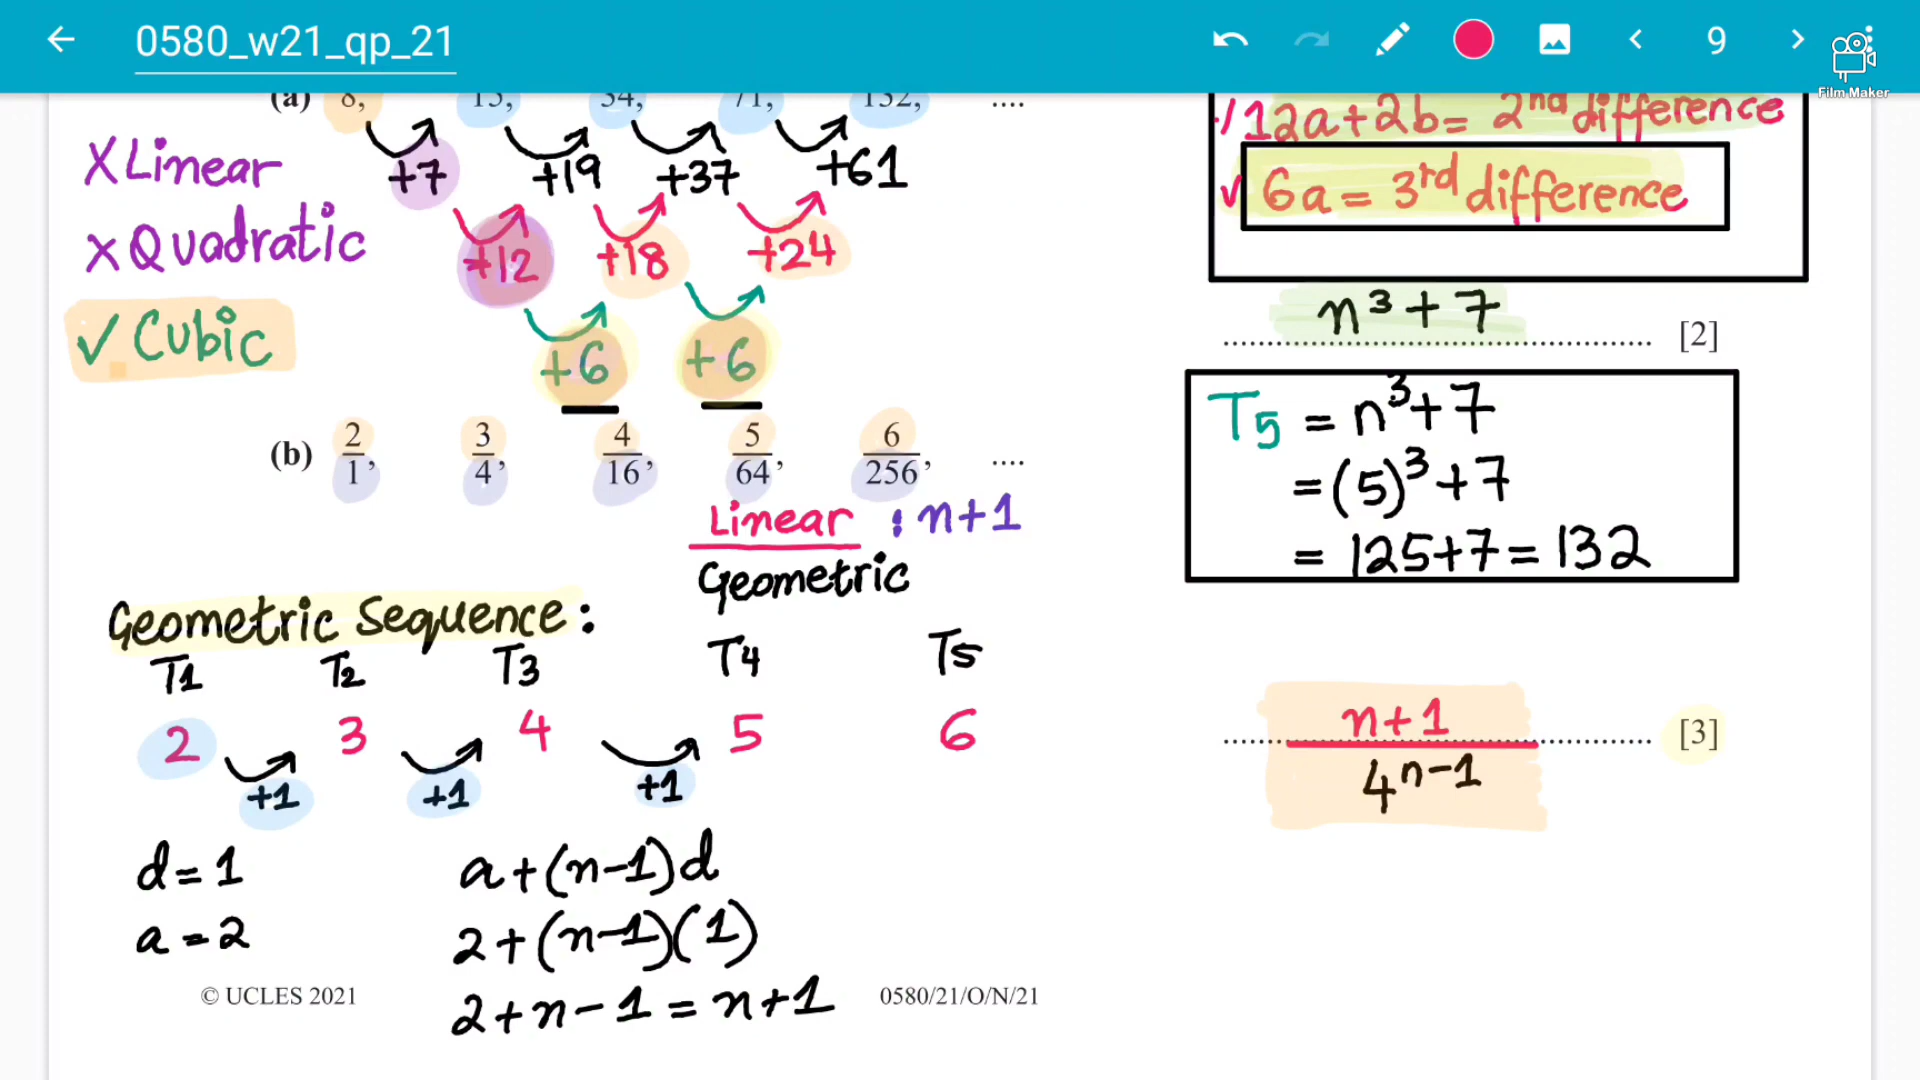 0580_w21_qp_21
9
Film Maker
(a) 8, 15, 34, 71, 132, ....
+7 +19 +37 +61
X Linear
+12 +18 +24
X Quadratic
✓ Cubic
+6 +6
12a+2b= 2nd difference
✓ 6a = 3rd difference
n³ + 7
[2]
T5 = n³+7
= (5)³ + 7
= 125+7 = 132
(b) 2/1, 3/4, 4/16, 5/64, 6/256, ....
Linear : n+1
Geometric
Geometric Sequence:
T1 T2 T3 T4 T5
2 3 4 5 6
+1 +1 +1
n+1
4^(n-1)
[3]
d = 1
a = 2
a+(n-1)d
2+(n-1)(1)
2+n-1 = n+1
© UCLES 2021
0580/21/O/N/21